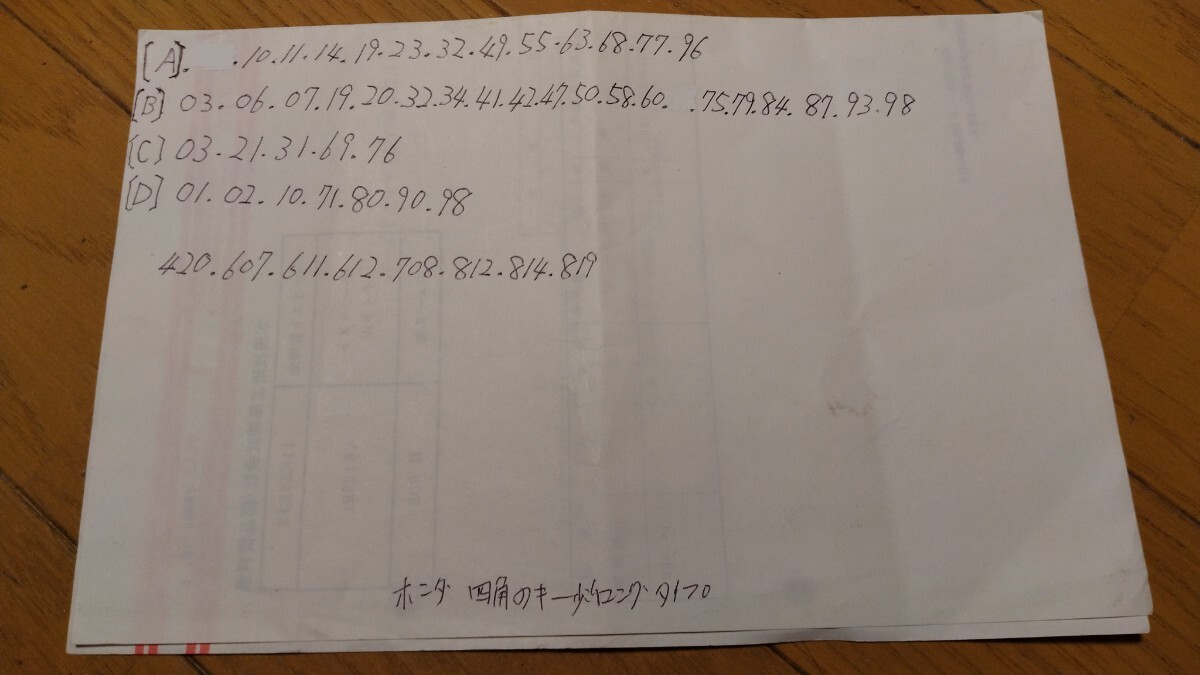 [A]. .10.11.14.19.23.32.49.55.63.68.77.96
[B] 03.06.07.19.20.32.34.41.42.47.50.58.60. .75.79.84.87.93.98
[C] 03.21.31.69.76
[D] 01.02.10.71.80.90.98
420.607.611.612.708.812.814.819
ホンダ 四角のキーがロングタイプ